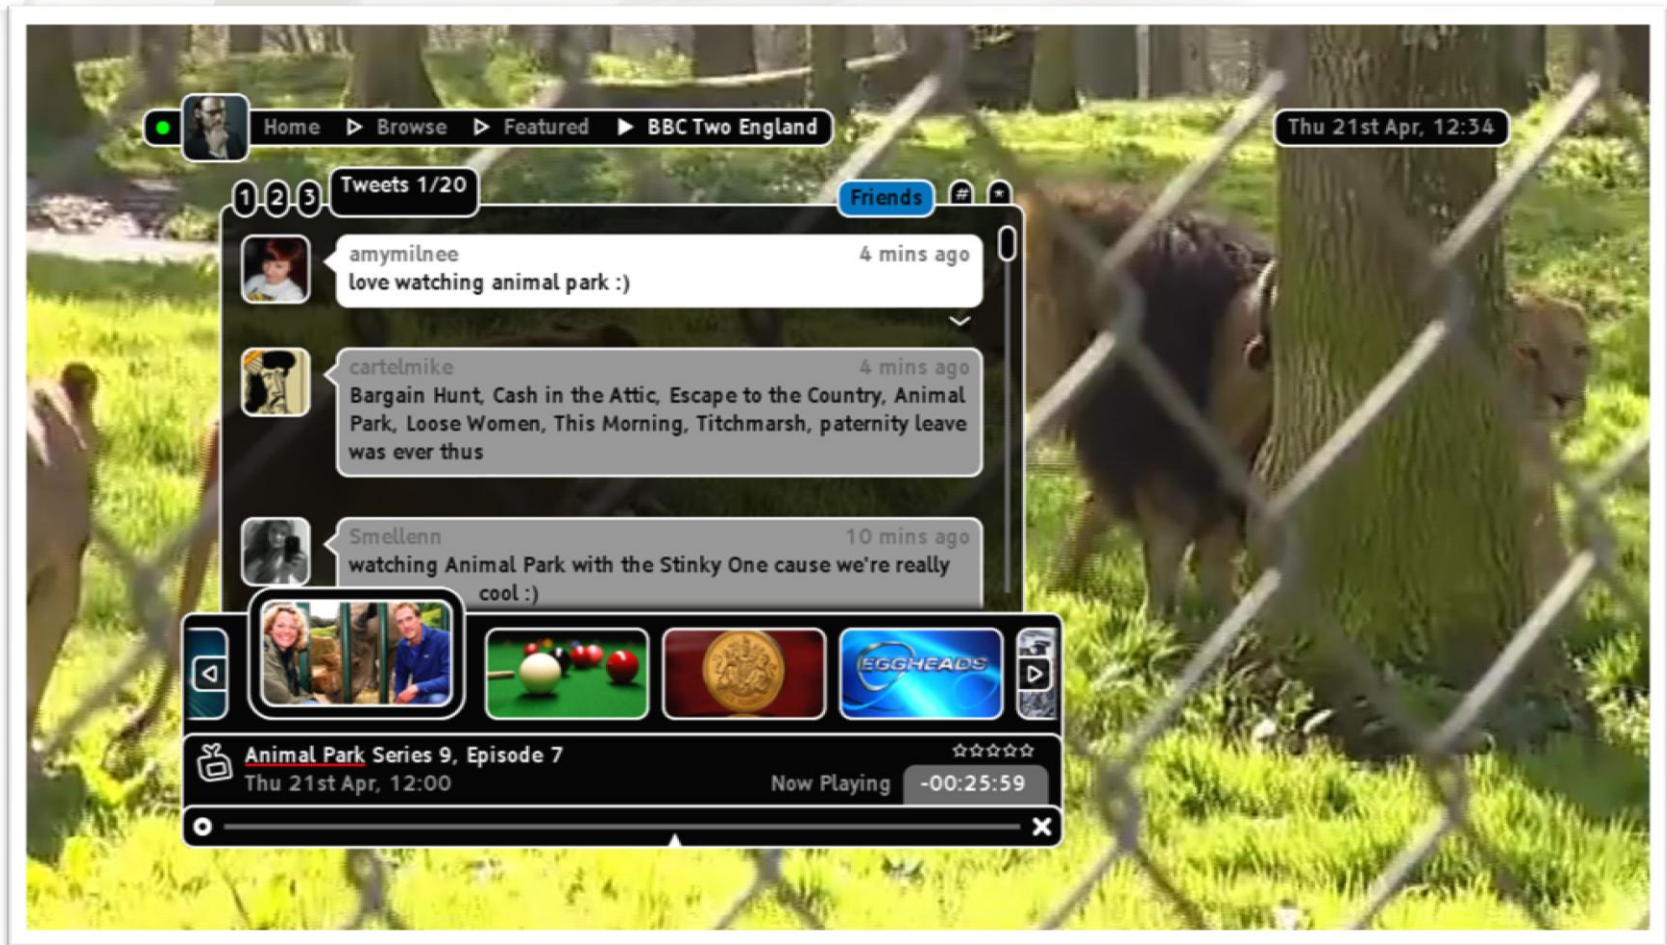 Home Browse Featured BBC Two England
Thu 21st Apr, 12:34
1 2 3 Tweets 1/20
Friends # *
amymilnee 4 mins ago
love watching animal park :)
cartelmike 4 mins ago
Bargain Hunt, Cash in the Attic, Escape to the Country, Animal
Park, Loose Women, This Morning, Titchmarsh, paternity leave
was ever thus
Smellenn 10 mins ago
watching Animal Park with the Stinky One cause we're really
cool :)
EGGHEADS
Animal Park Series 9, Episode 7
Thu 21st Apr, 12:00
Now Playing -00:25:59